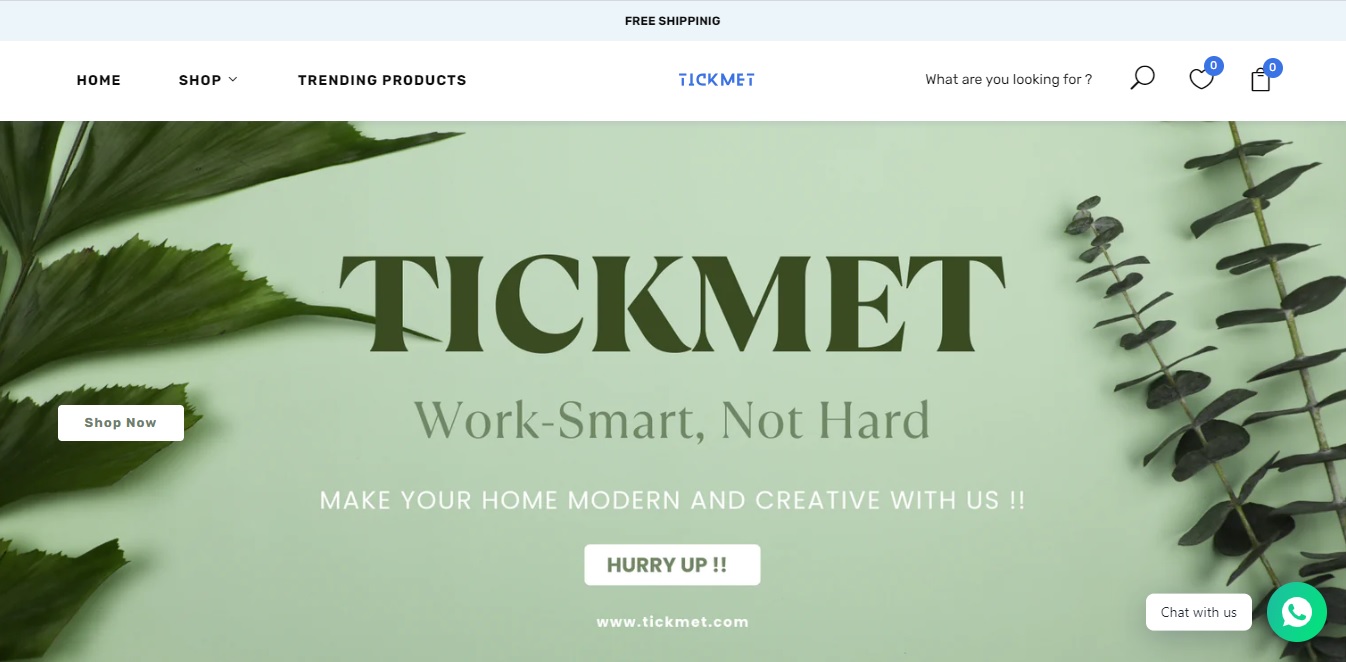 FREE SHIPPINIG
HOME
SHOP
TRENDING PRODUCTS
TICKMET
What are you looking for ?
0
0
TICKMET
Work-Smart, Not Hard
Shop Now
MAKE YOUR HOME MODERN AND CREATIVE WITH US !!
HURRY UP !!
Chat with us
www.tickmet.com